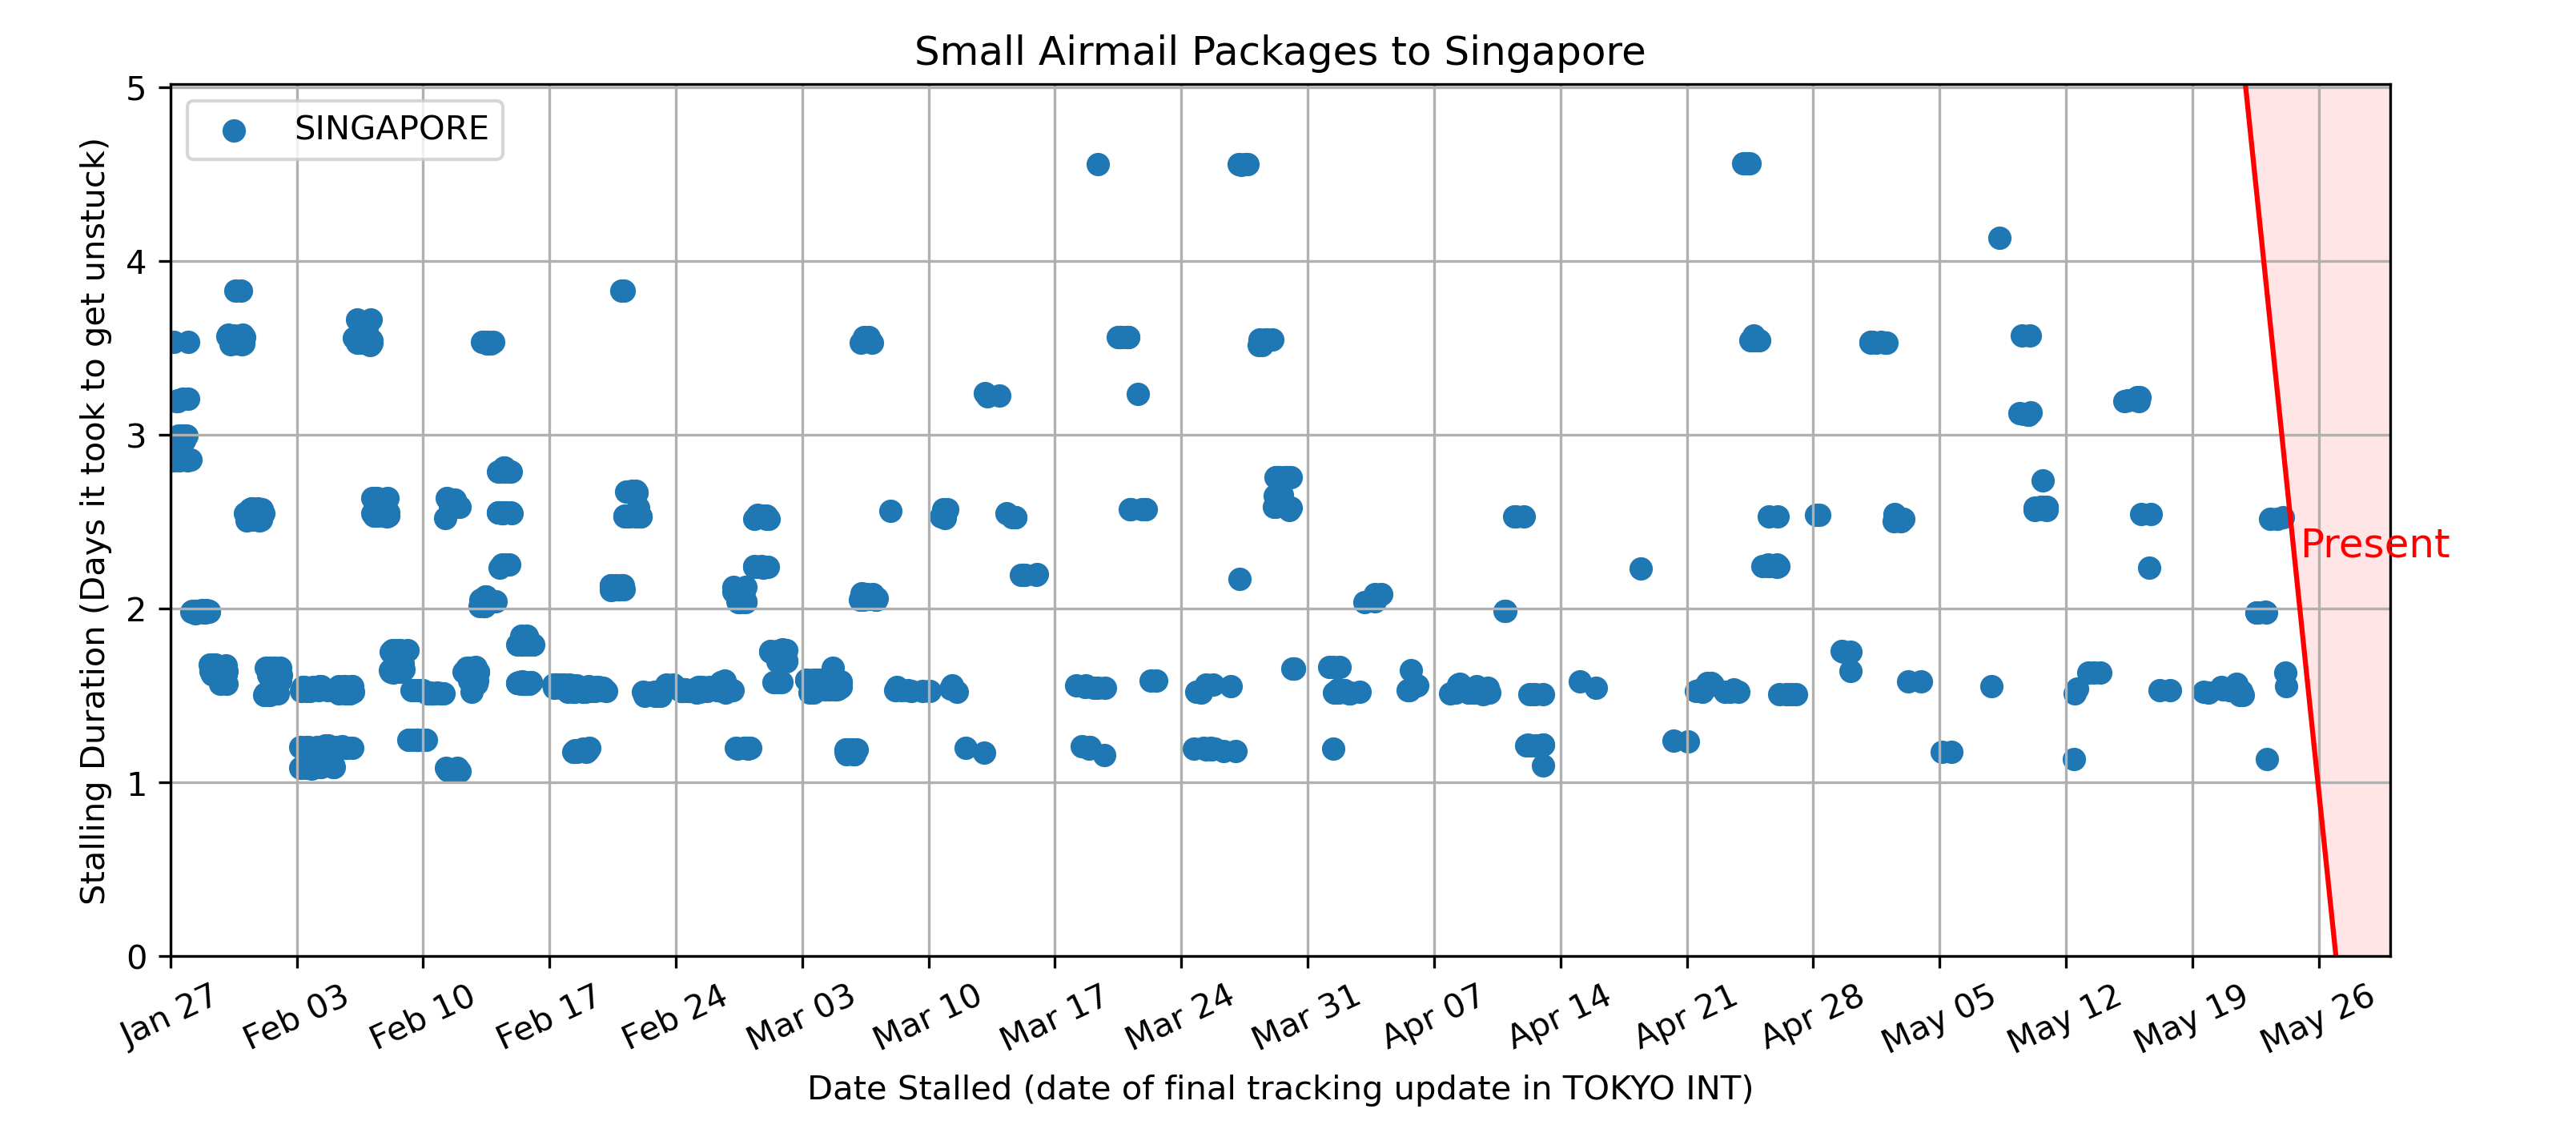 Small Airmail Packages to Singapore
SINGAPORE
Stalling Duration (Days it took to get unstuck)
5
4
3
2
1
0
Present
Jan 27
Feb 03
Feb 10
Feb 17
Feb 24
Mar 03
Mar 10
Mar 17
Mar 24
Mar 31
Apr 07
Apr 14
Apr 21
Apr 28
May 05
May 12
May 19
May 26
Date Stalled (date of final tracking update in TOKYO INT)